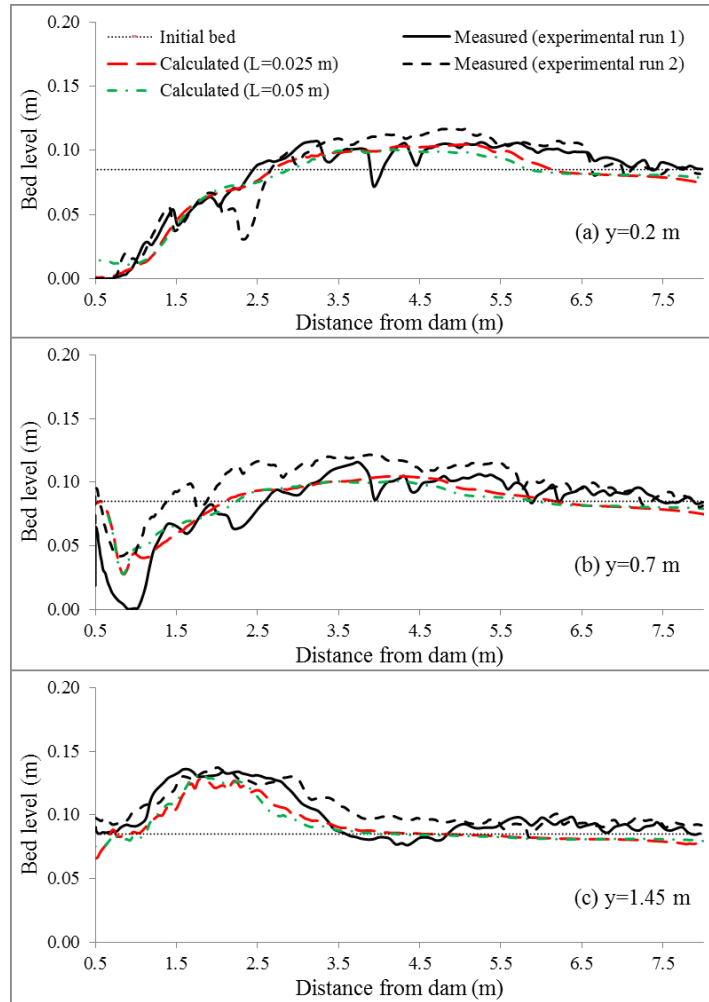 0.20
Initial bed
Measured (experimental run 1)
Calculated (L=0.025 m)
Measured (experimental run 2)
0.15
Calculated (L=0.05 m)
Bed level (m)
0.10
0.05
(a) y=0.2 m
0.00
0.5 1.5 2.5 3.5 4.5 5.5 6.5 7.5
Distance from dam (m)
0.20
0.15
Bed level (m)
0.10
0.05
(b) y=0.7 m
0.00
0.5 1.5 2.5 3.5 4.5 5.5 6.5 7.5
Distance from dam (m)
0.20
0.15
Bed level (m)
0.10
0.05
(c) y=1.45 m
0.00
0.5 1.5 2.5 3.5 4.5 5.5 6.5 7.5
Distance from dam (m)